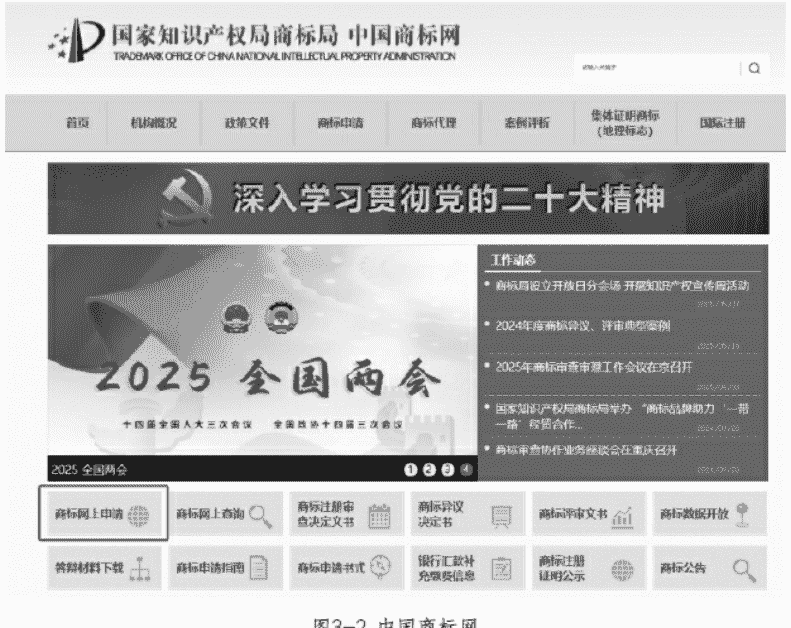 国家知识产权局商标局 中国商标网
TRADEMARK OFFICE OF CHINA NATIONAL INTELLECTUAL PROPERTY ADMINISTRATION
首页 机构概况 政策文件 商标申请 商标代理 案例评析 集体证明商标 国际注册
(地理标志)
深入学习贯彻党的二十大精神
工作动态
商标局设立开放日分会场 开展知识产权宣传周活动
2024年度商标异议、评审典型案例
2025年商标审查审理工作会议在京召开
国家知识产权局商标局举办“商标品牌助力‘一带
一路’经贸合作...
商标审查协作业务座谈会在重庆召开
2025 全国两会
十四届全国人大三次会议 全国政协十四届三次会议
2025 全国两会 1 2 3 4
商标网上申请 商标网上查询 商标注册审 商标异议 商标评审文书 商标数据开放
查决定文书 决定书
答辩材料下载 商标申请指南 商标申请书式 银行汇款补 商标注册 商标公告
充缴费信息 证明公示
图3-2 中国商标网